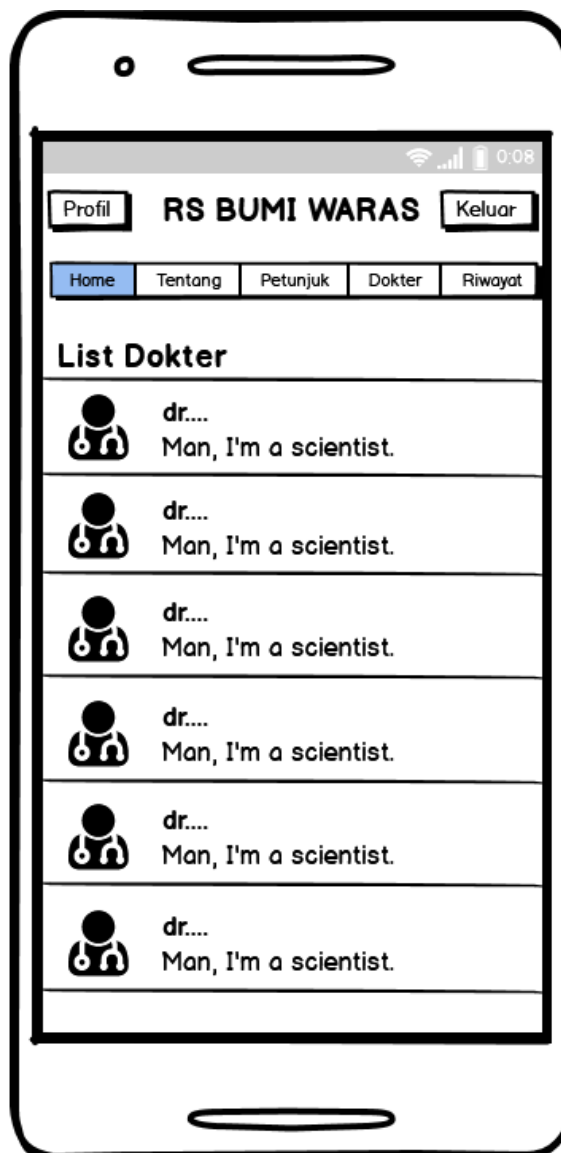 0:08
Profil RS BUMI WARAS Keluar
Home Tentang Petunjuk Dokter Riwayat
List Dokter
dr....
Man, I'm a scientist.
dr....
Man, I'm a scientist.
dr....
Man, I'm a scientist.
dr....
Man, I'm a scientist.
dr....
Man, I'm a scientist.
dr....
Man, I'm a scientist.